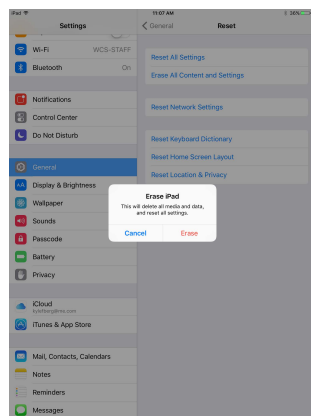 iPad
11:07 AM
36%
Settings
General
Reset
Wi-Fi
WCS-STAFF
Bluetooth
On
Notifications
Control Center
Do Not Disturb
General
Display & Brightness
Wallpaper
Sounds
Passcode
Battery
Privacy
iCloud
iTunes & App Store
Mail, Contacts, Calendars
Notes
Reminders
Messages
Reset All Settings
Erase All Content and Settings
Reset Network Settings
Reset Keyboard Dictionary
Reset Home Screen Layout
Reset Location & Privacy
Erase iPad
This will delete all media and data,
and reset all settings.
Cancel
Erase